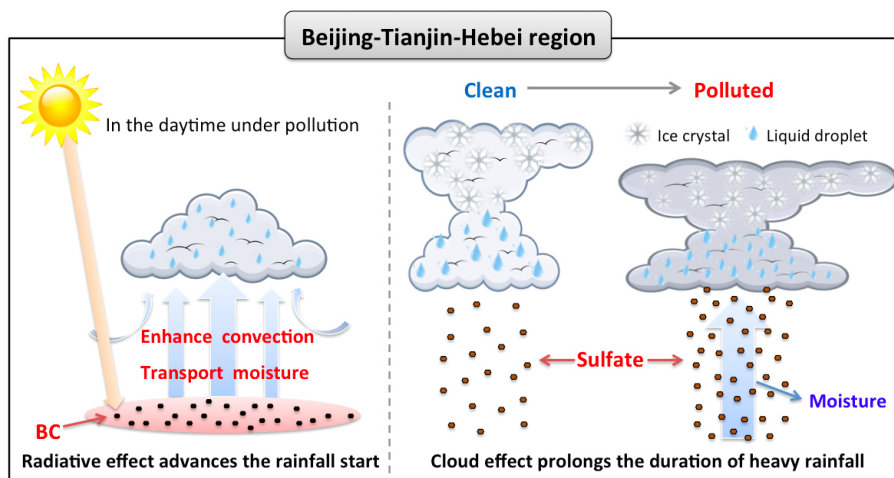 Beijing-Tianjin-Hebei region
In the daytime under pollution
Enhance convection
Transport moisture
BC
Radiative effect advances the rainfall start
Clean
Polluted
Ice crystal
Liquid droplet
Sulfate
Moisture
Cloud effect prolongs the duration of heavy rainfall